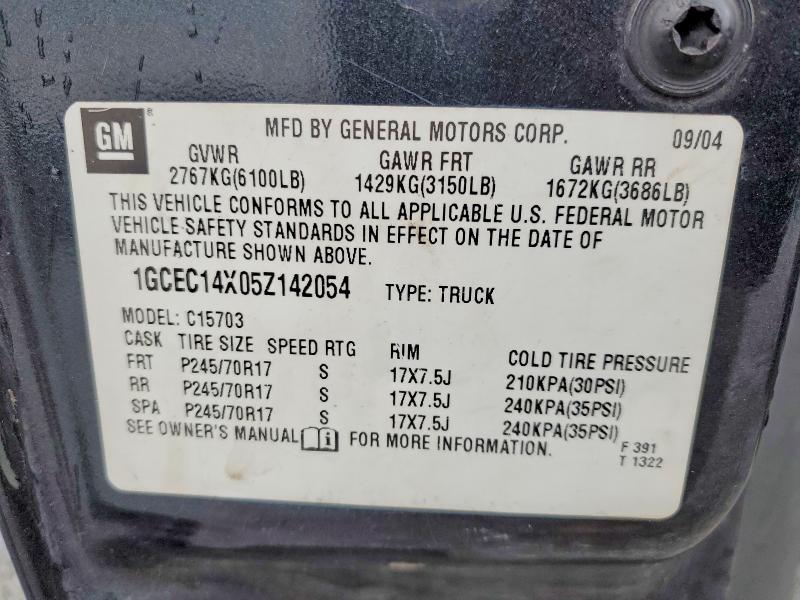 GM ®
MFD BY GENERAL MOTORS CORP. 09/04
GVWR GAWR FRT GAWR RR
2767KG(6100LB) 1429KG(3150LB) 1672KG(3686LB)
THIS VEHICLE CONFORMS TO ALL APPLICABLE U.S. FEDERAL MOTOR
VEHICLE SAFETY STANDARDS IN EFFECT ON THE DATE OF
MANUFACTURE SHOWN ABOVE.
1GCEC14X05Z142054 TYPE: TRUCK
MODEL: C15703
CASK TIRE SIZE SPEED RTG RIM COLD TIRE PRESSURE
FRT P245/70R17 S 17X7.5J 210KPA(30PSI)
RR P245/70R17 S 17X7.5J 240KPA(35PSI)
SPA P245/70R17 S 17X7.5J 240KPA(35PSI)
SEE OWNER'S MANUAL FOR MORE INFORMATION.
F 391
T 1322